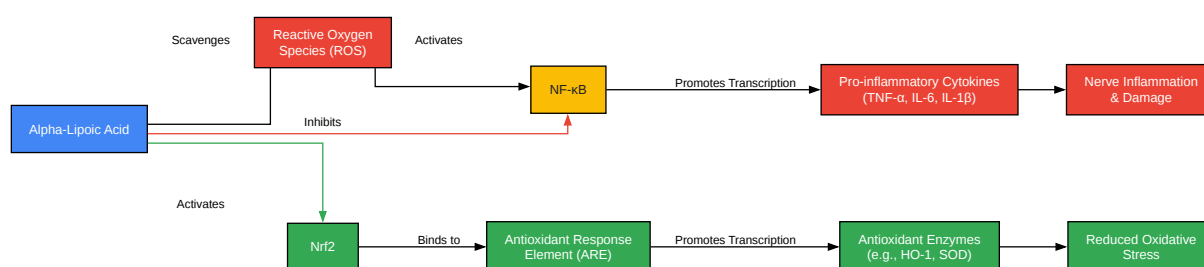 Scavenges
Reactive Oxygen
Species (ROS)
Activates
NF-κB
Promotes Transcription
Pro-inflammatory Cytokines
(TNF-α, IL-6, IL-1β)
Nerve Inflammation
& Damage
Alpha-Lipoic Acid
Inhibits
Activates
Nrf2
Binds to
Antioxidant Response
Element (ARE)
Promotes Transcription
Antioxidant Enzymes
(e.g., HO-1, SOD)
Reduced Oxidative
Stress